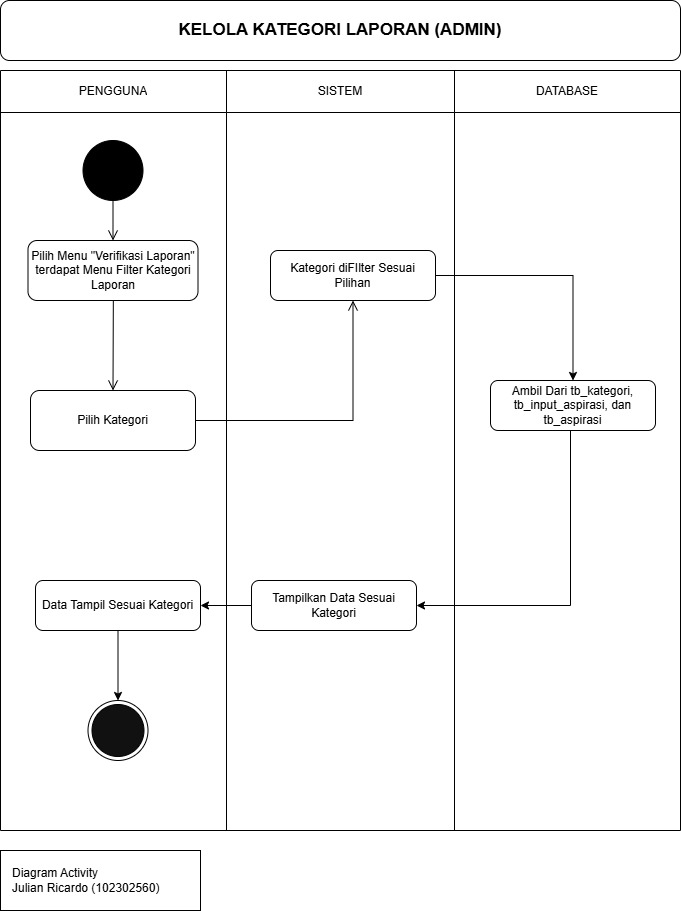 KELOLA KATEGORI LAPORAN (ADMIN)
PENGGUNA
SISTEM
DATABASE
Pilih Menu "Verifikasi Laporan"
terdapat Menu Filter Kategori
Laporan
Kategori diFIlter Sesuai
Pilihan
Pilih Kategori
Ambil Dari tb_kategori,
tb_input_aspirasi, dan
tb_aspirasi
Data Tampil Sesuai Kategori
Tampilkan Data Sesuai
Kategori
Diagram Activity
Julian Ricardo (102302560)